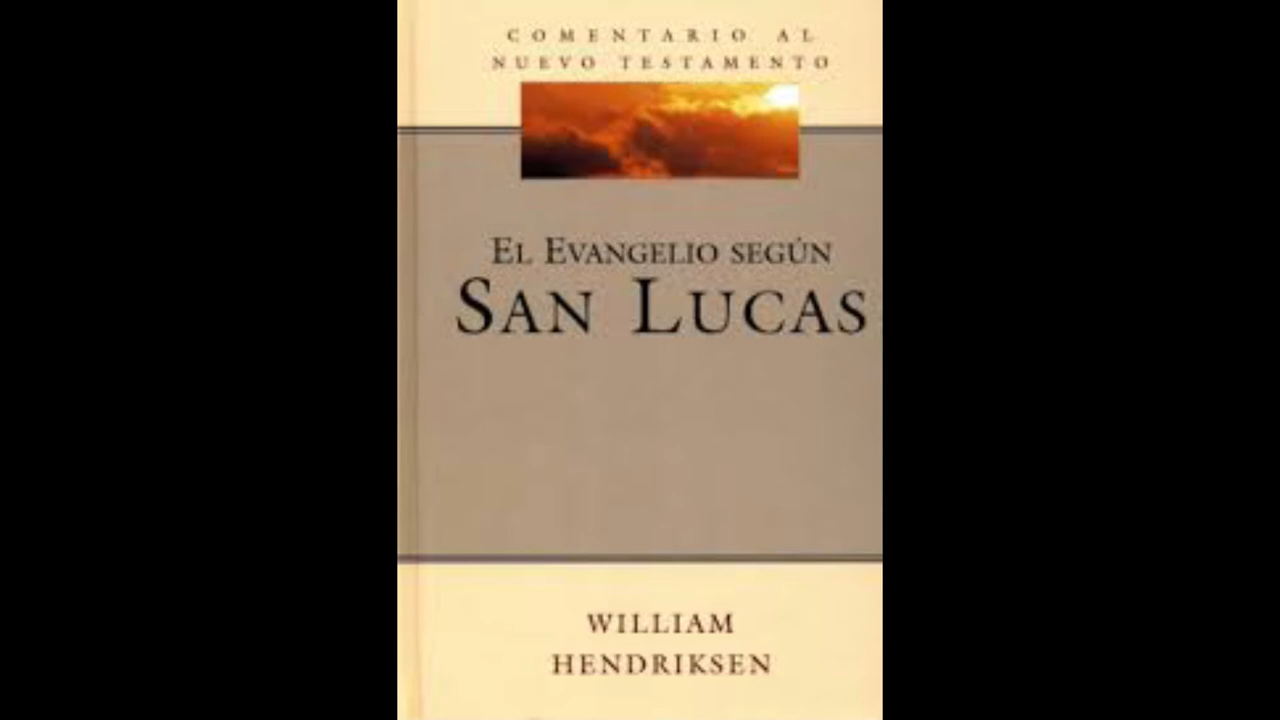 COMENTARIO AL
NUEVO TESTAMENTO
EL EVANGELIO SEGÚN
SAN LUCAS
WILLIAM
HENDRIKSEN